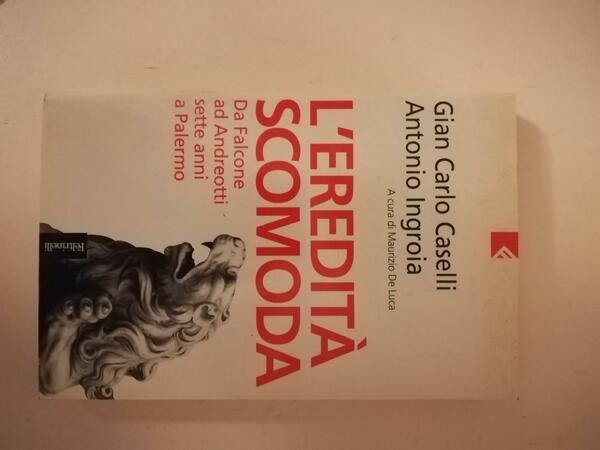 Gian Carlo Caselli
Antonio Ingroia
A cura di Maurizio De Luca
L'EREDITÀ
SCOMODA
Da Falcone
ad Andreotti
sette anni
a Palermo
Feltrinelli